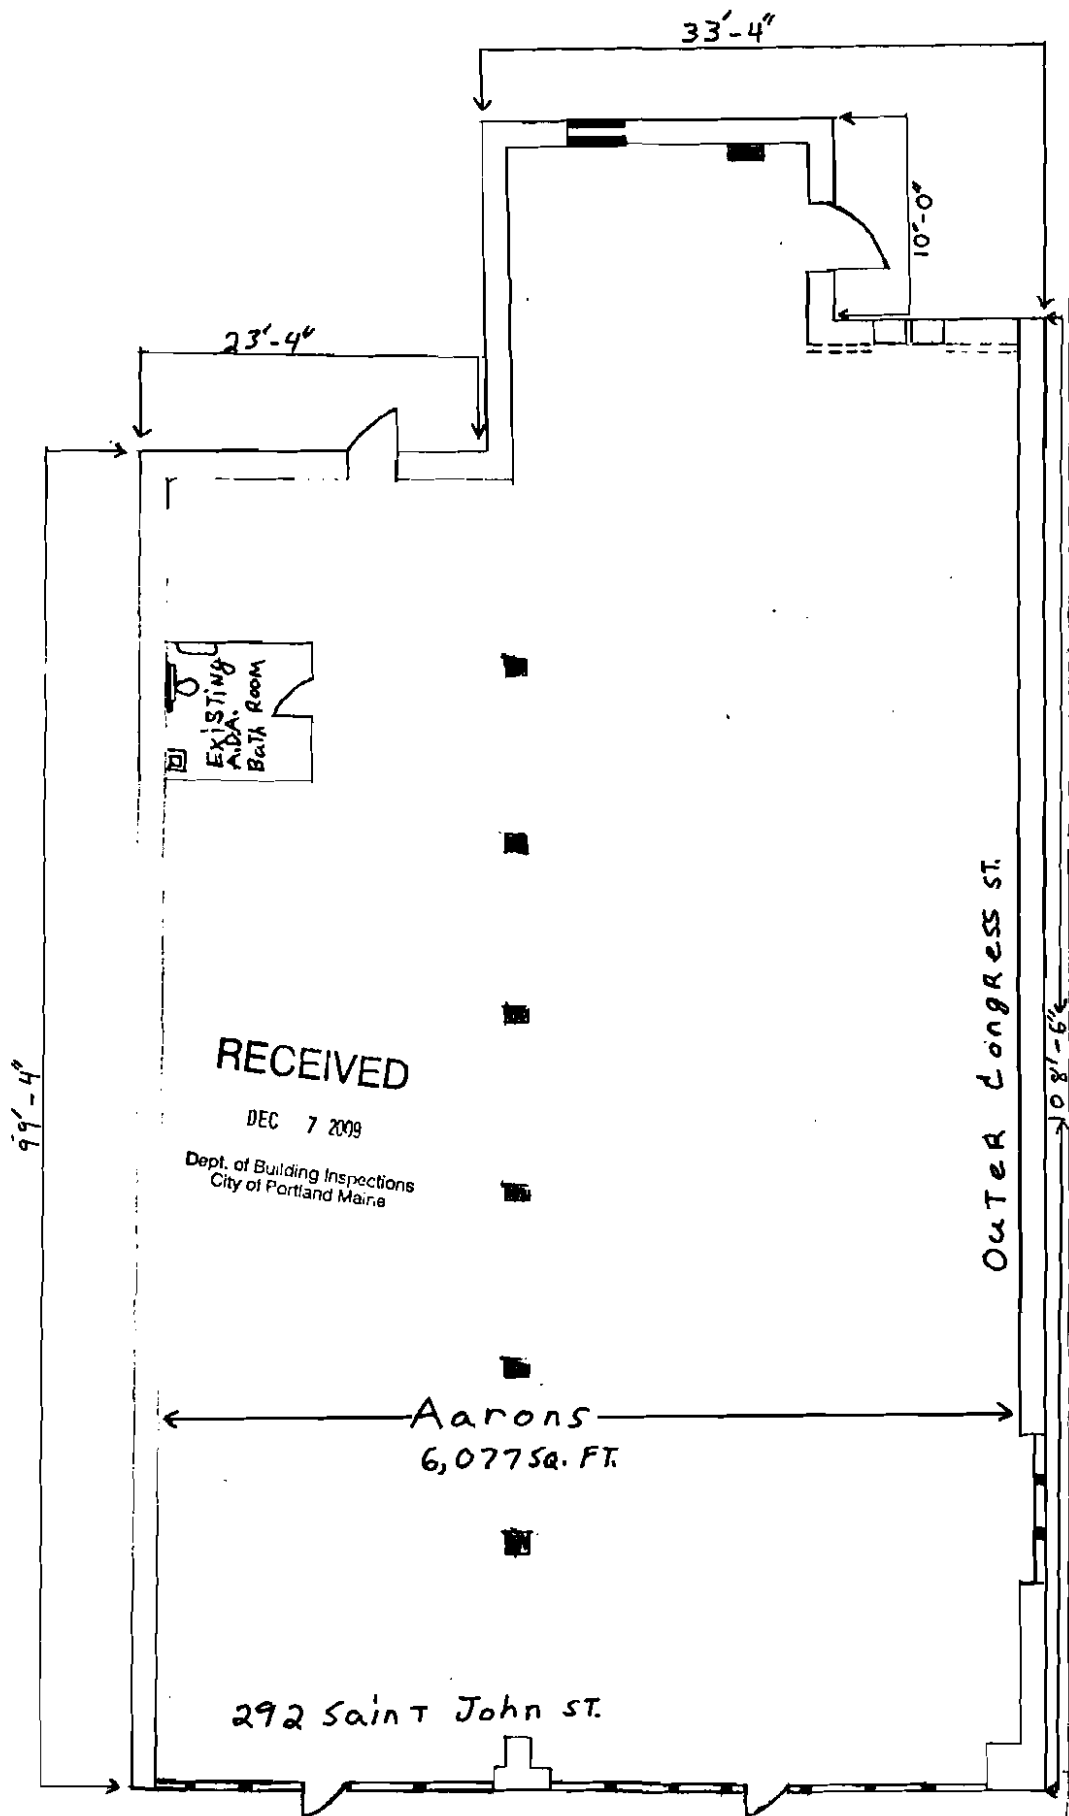 33'-4"
10'-0"
23'-4"
EXiSTiNg
A.D.A.
BaTh ROOM
OuTeR CongRess ST.
108'-6"
99'-4"
RECEIVED
DEC 7 2009
Dept. of Building Inspections
City of Portland Maine
Aarons
6,077 SQ. FT.
292 SainT John ST.